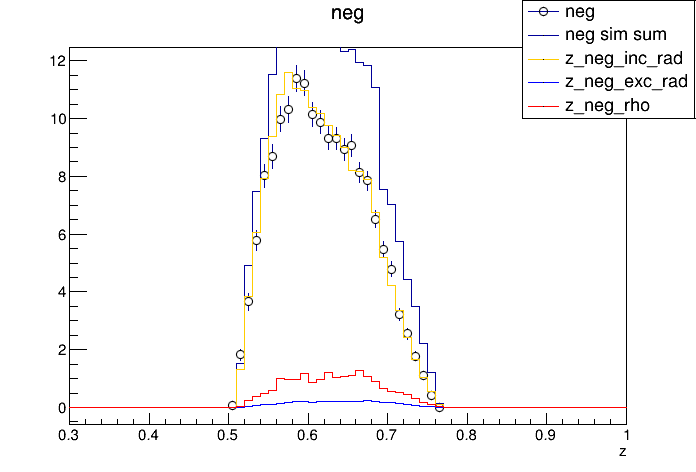 neg
neg
neg sim sum
z_neg_inc_rad
z_neg_exc_rad
z_neg_rho
12
10
8
6
4
2
0
0.3 0.4 0.5 0.6 0.7 0.8 0.9 1
z